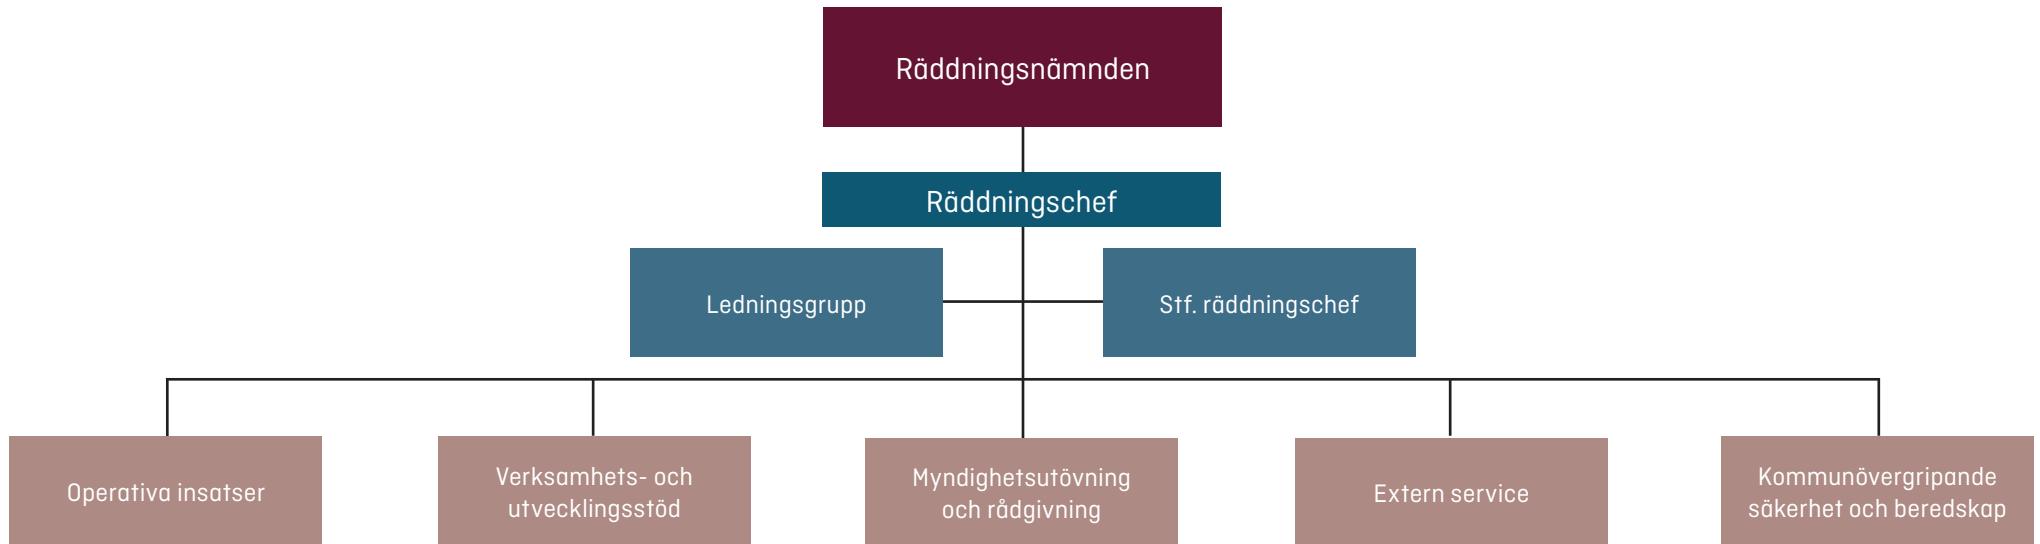 Räddningsnämnden
Räddningschef
Ledningsgrupp
Stf. räddningschef
Operativa insatser
Verksamhets- och
utvecklingsstöd
Myndighetsutövning
och rådgivning
Extern service
Kommunövergripande
säkerhet och beredskap